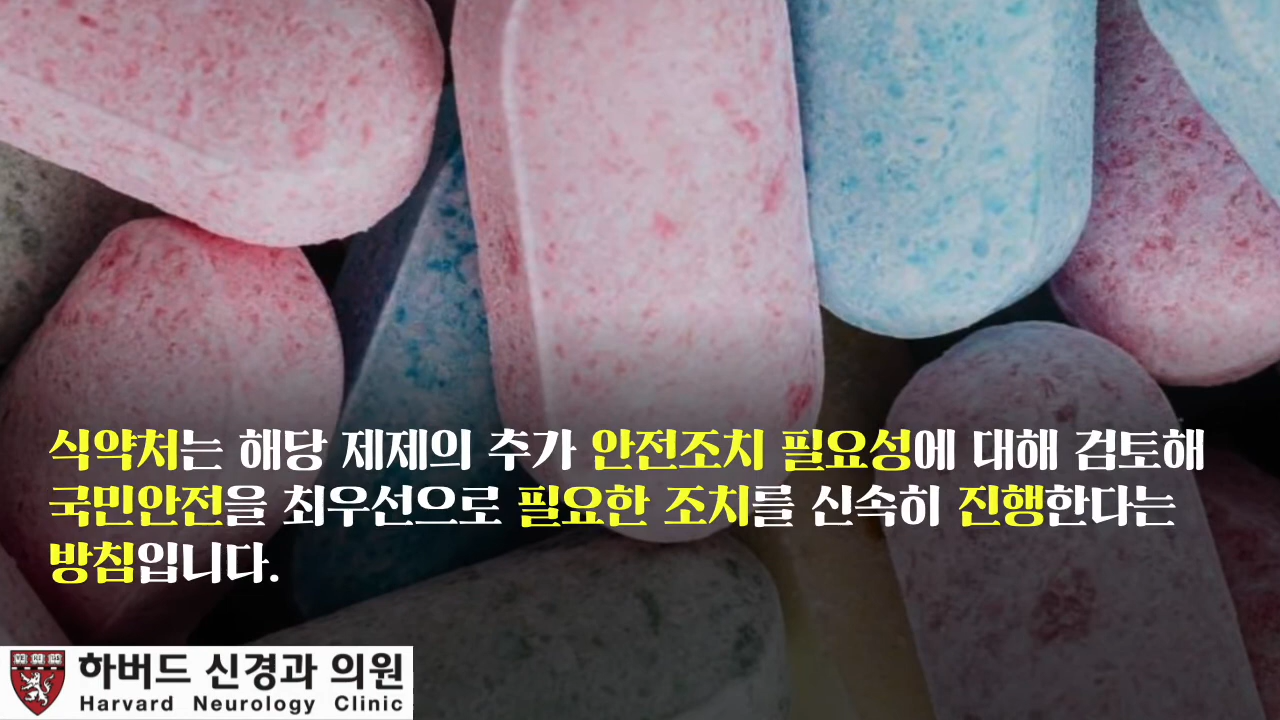 식약처는 해당 제제의 추가 안전조치 필요성에 대해 검토해
국민안전을 최우선으로 필요한 조치를 신속히 진행한다는
방침입니다.
하버드 신경과 의원
Harvard Neurology Clinic